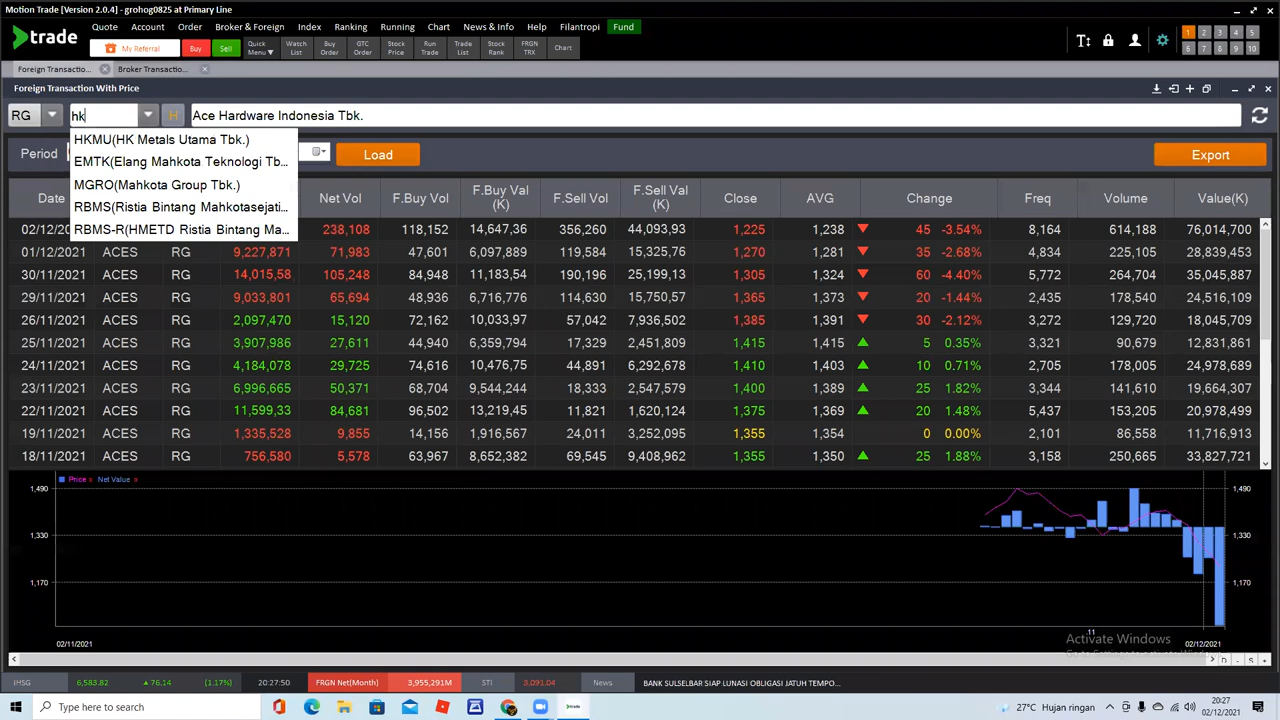 Motion Trade [Version 2.0.4] - grohog0825 at Primary Line
trade
Quote Account Order Broker & Foreign Index Ranking Running Chart News & Info Help Filantropi Fund
My Referral Buy Sell Quick Menu Watch List Buy Order GTC Order Stock Price Run Trade Trade List Stock Rank FRGN TRX Chart
1 2 3 4 5
6 7 8 9 10
Foreign Transaction... Broker Transactio...
Foreign Transaction With Price
RG hk H Ace Hardware Indonesia Tbk.
HKMU(HK Metals Utama Tbk.)
EMTK(Elang Mahkota Teknologi Tb...
MGRO(Mahkota Group Tbk.)
RBMS(Ristia Bintang Mahkotasejati...
RBMS-R(HMETD Ristia Bintang Ma...
Period Load Export
Date Net Vol F.Buy Vol F.Buy Val (K) F.Sell Vol F.Sell Val (K) Close AVG Change Freq Volume Value(K)
02/12/ 238,108 118,152 14,647,36 356,260 44,093,93 1,225 1,238 45 -3.54% 8,164 614,188 76,014,700
01/12/2021 ACES RG 9,227,871 71,983 47,601 6,097,889 119,584 15,325,76 1,270 1,281 35 -2.68% 4,834 225,105 28,839,453
30/11/2021 ACES RG 14,015,58 105,248 84,948 11,183,54 190,196 25,199,13 1,305 1,324 60 -4.40% 5,772 264,704 35,045,887
29/11/2021 ACES RG 9,033,801 65,694 48,936 6,716,776 114,630 15,750,57 1,365 1,373 20 -1.44% 2,435 178,540 24,516,109
26/11/2021 ACES RG 2,097,470 15,120 72,162 10,033,97 57,042 7,936,502 1,385 1,391 30 -2.12% 3,272 129,720 18,045,709
25/11/2021 ACES RG 3,907,986 27,611 44,940 6,359,794 17,329 2,451,809 1,415 1,415 5 0.35% 3,321 90,679 12,831,861
24/11/2021 ACES RG 4,184,078 29,725 74,616 10,476,75 44,891 6,292,678 1,410 1,403 10 0.71% 2,705 178,005 24,978,689
23/11/2021 ACES RG 6,996,665 50,371 68,704 9,544,244 18,333 2,547,579 1,400 1,389 25 1.82% 3,344 141,610 19,664,307
22/11/2021 ACES RG 11,599,33 84,681 96,502 13,219,45 11,821 1,620,124 1,375 1,369 20 1.48% 5,437 153,205 20,978,499
19/11/2021 ACES RG 1,335,528 9,855 14,156 1,916,567 24,011 3,252,095 1,355 1,354 0 0.00% 2,101 86,558 11,716,913
18/11/2021 ACES RG 756,580 5,578 63,967 8,652,382 69,545 9,408,962 1,355 1,350 25 1.88% 3,158 250,665 33,827,721
Price x Net Value x
1,490 1,490
1,330 1,330
1,170 1,170
11
02/11/2021 02/12/2021
Activate Windows
D - S +
IHSG 6,583.82 76.14 (1.17%) 20:27:50 FRGN Net(Month) 3,955,291M STI 3,091.04 News BANK SULSELBAR SIAP LUNASI OBLIGASI JATUH TEMPO...
Type here to search 27°C Hujan ringan 20:27
02/12/2021